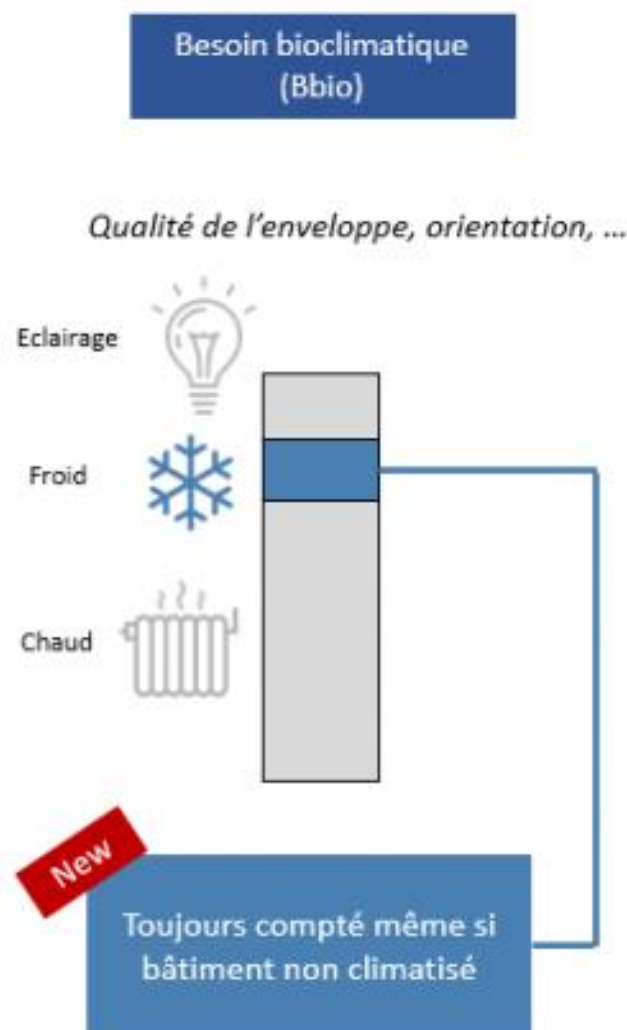 Besoin bioclimatique
(Bbio)
Qualité de l'enveloppe, orientation, ...
Eclairage
Froid
Chaud
New
Toujours compté même si
bâtiment non climatisé